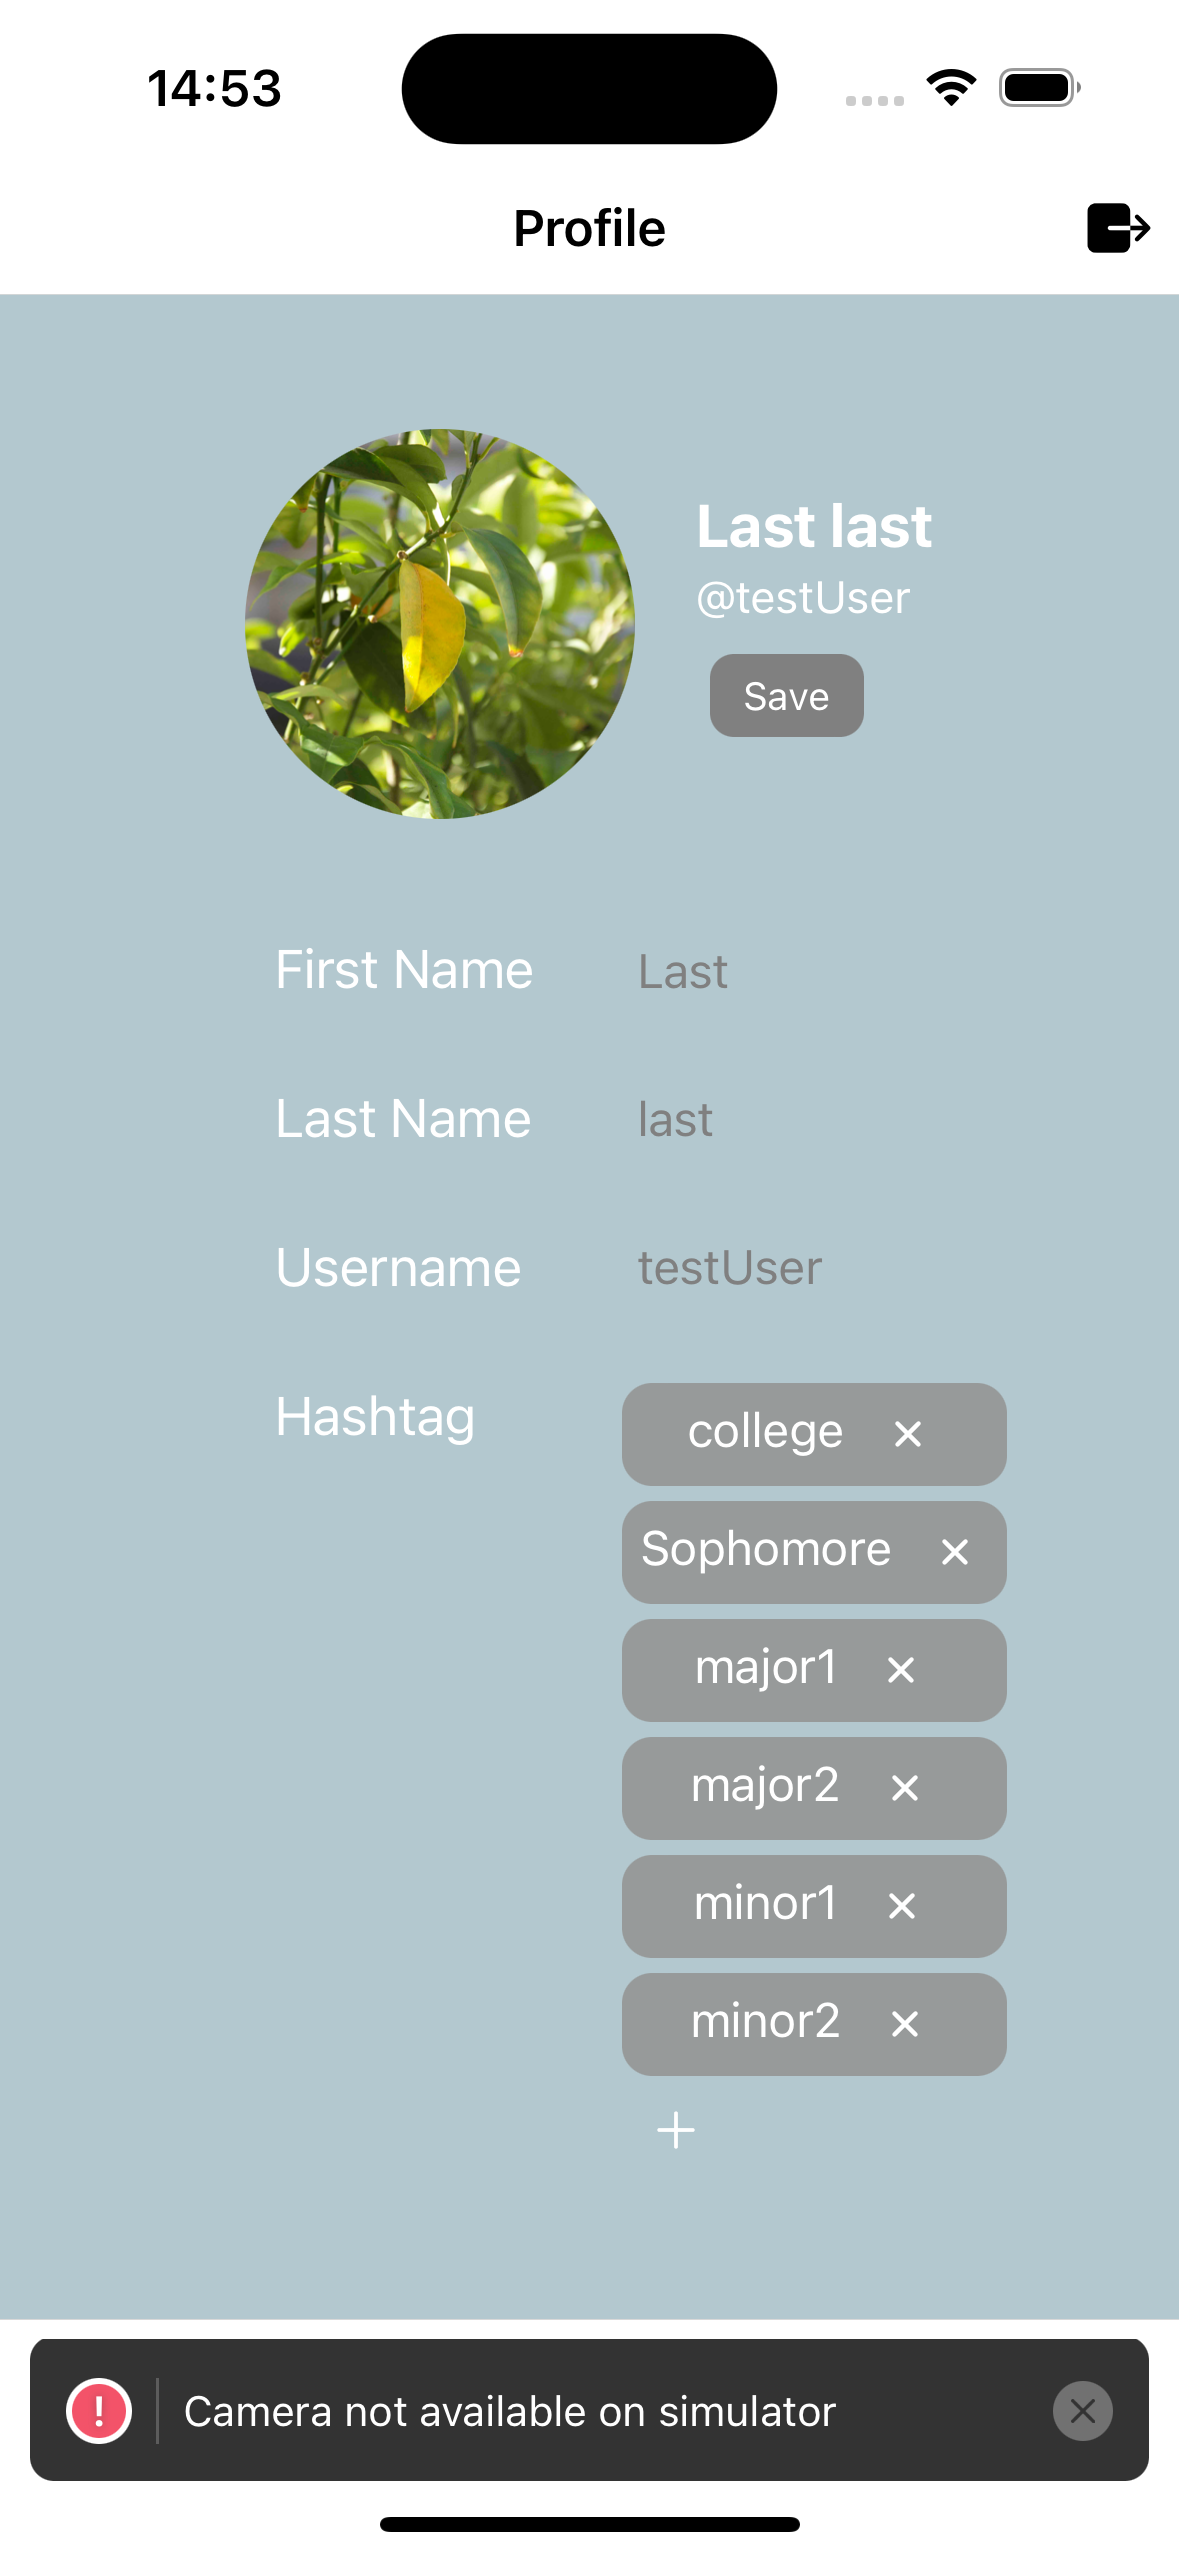 14:53
Profile
Last last
@testUser
Save
First Name Last
Last Name last
Username testUser
Hashtag college
Sophomore
major1
major2
minor1
minor2
Camera not available on simulator